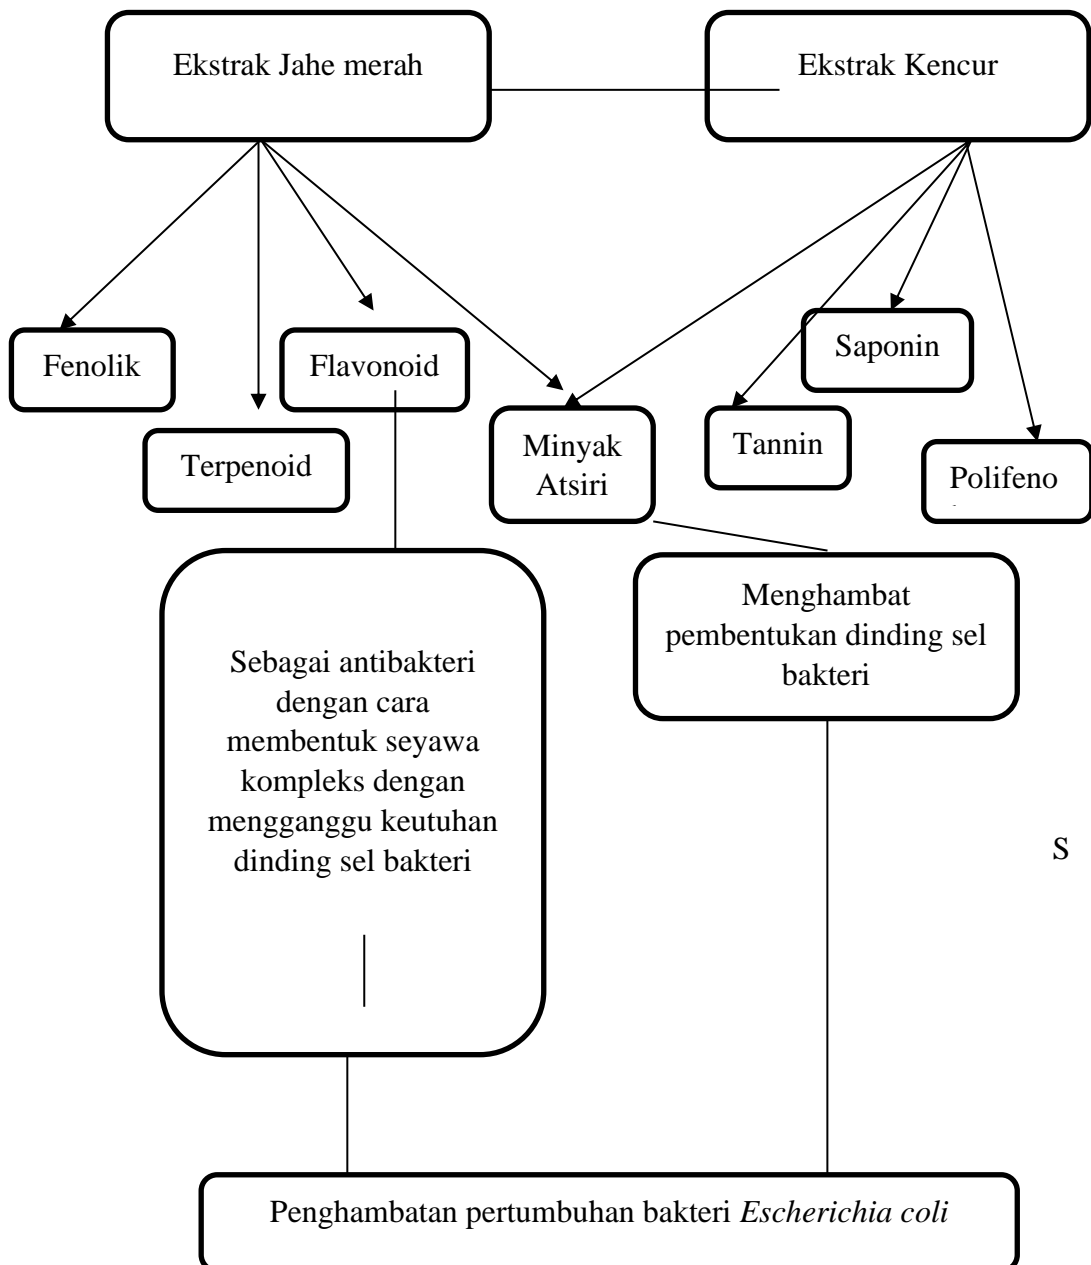 Ekstrak Jahe merah
Ekstrak Kencur
Fenolik
Flavonoid
Saponin
Terpenoid
Minyak
Atsiri
Tannin
Polifeno
Menghambat
pembentukan dinding sel
bakteri
Sebagai antibakteri
dengan cara
membentuk seyawa
kompleks dengan
mengganggu keutuhan
dinding sel bakteri
S
Penghambatan pertumbuhan bakteri Escherichia coli